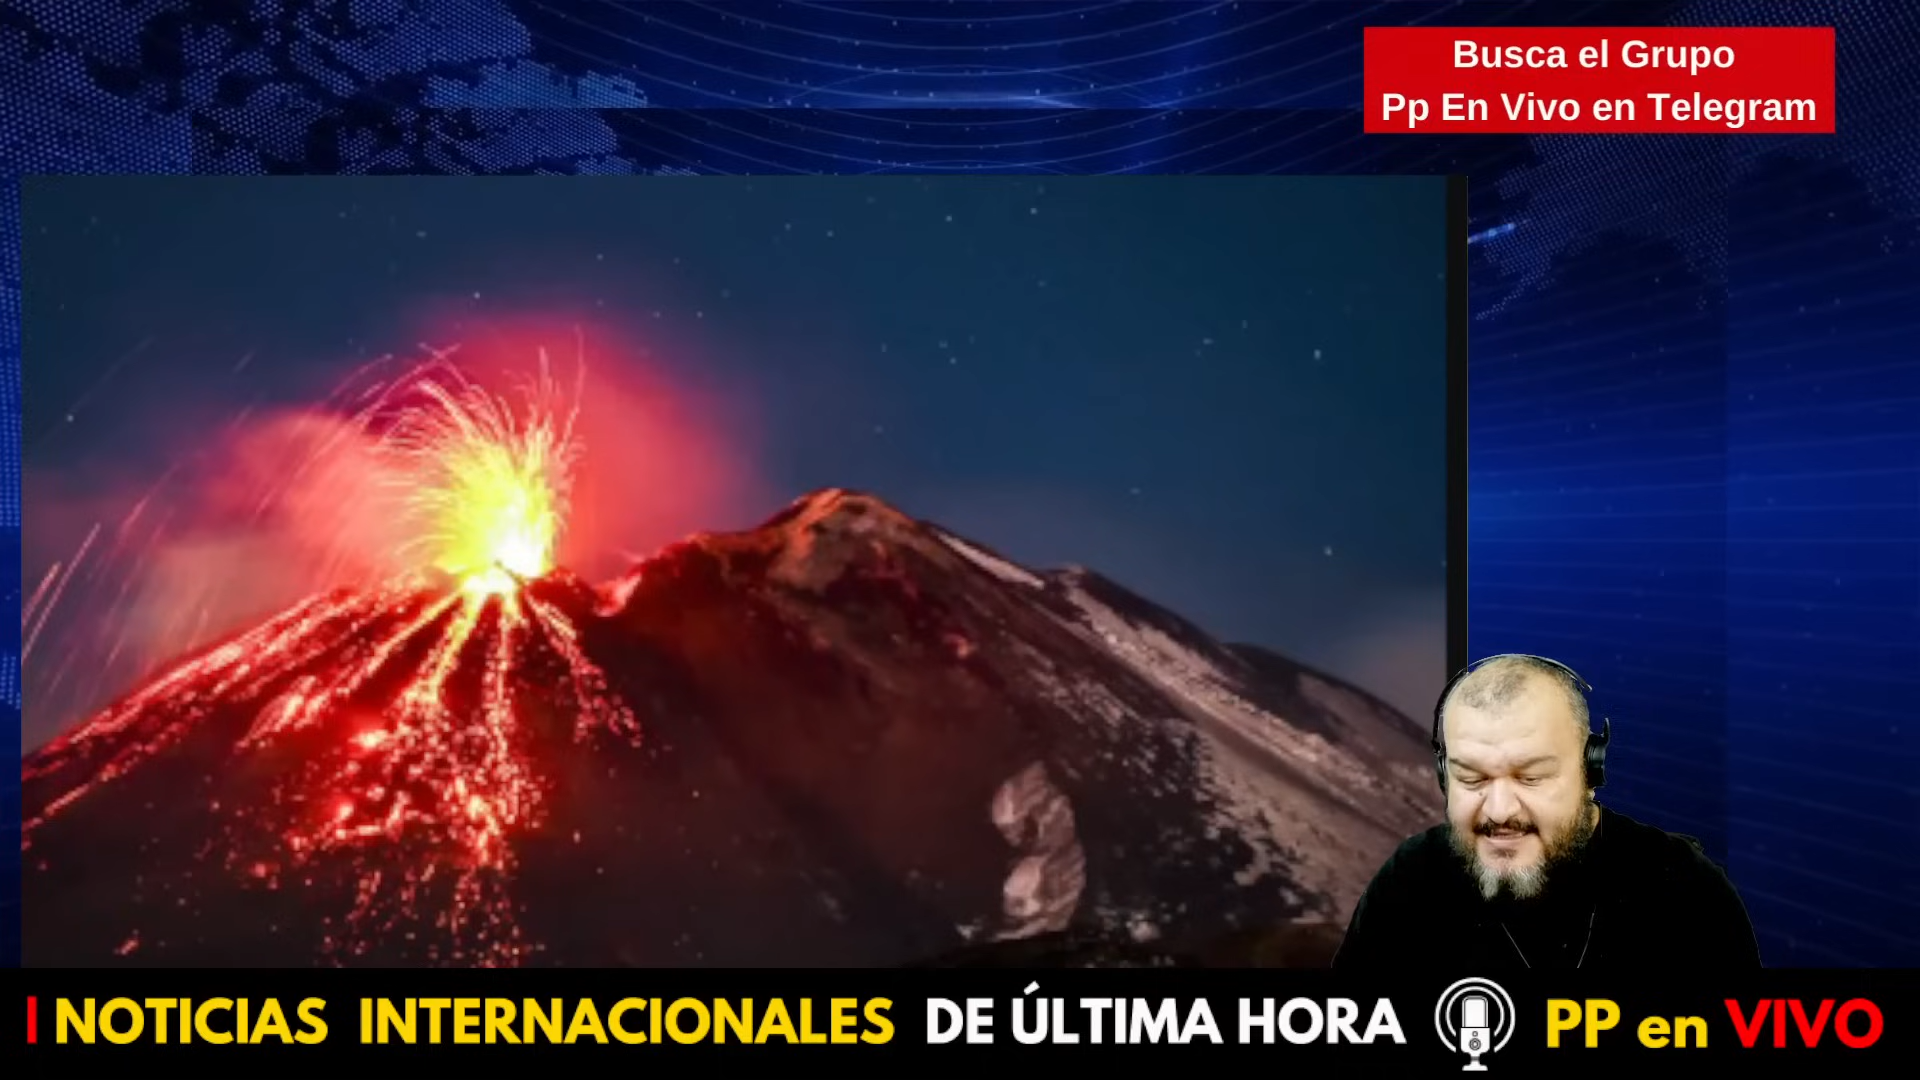 Busca el Grupo
Pp En Vivo en Telegram
NOTICIAS INTERNACIONALES DE ÚLTIMA HORA PP en VIVO